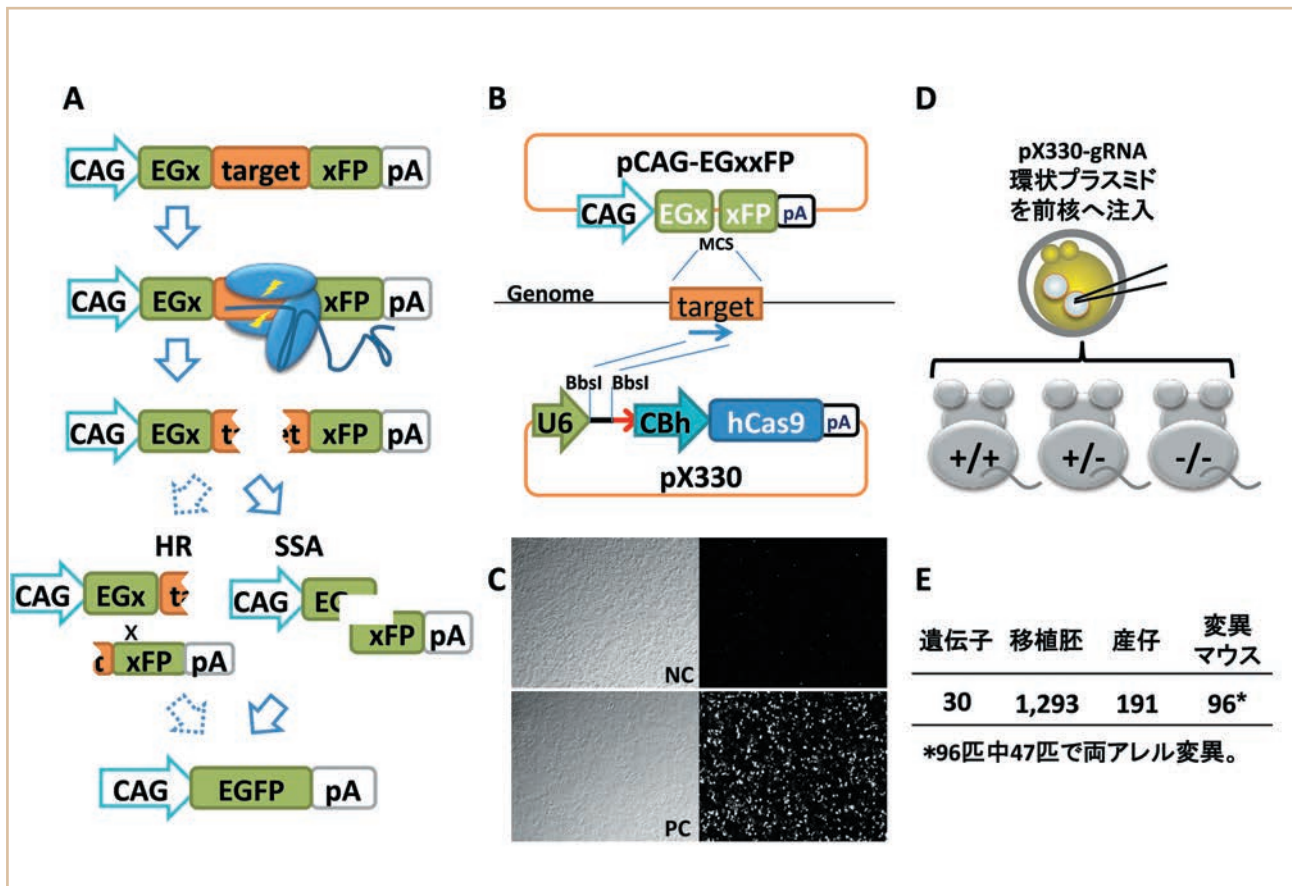 A
CAG EGx target xFP pA
CAG EGx xFP pA
CAG EGx ta et xFP pA
HR SSA
CAG EGx ta
x
t xFP pA
CAG EG
xFP pA
CAG EGFP pA
B
pCAG-EGxxFP
CAG EGx xFP pA
MCS
Genome
target
BbsI BbsI
U6 CBh hCas9 pA
pX330
C
NC
PC
D
pX330-gRNA
環状プラスミド
を前核へ注入
+/+ +/- -/-
E
遺伝子 移植胚 産仔 変異
マウス
30 1,293 191 96*
*96匹中47匹で両アレル変異。